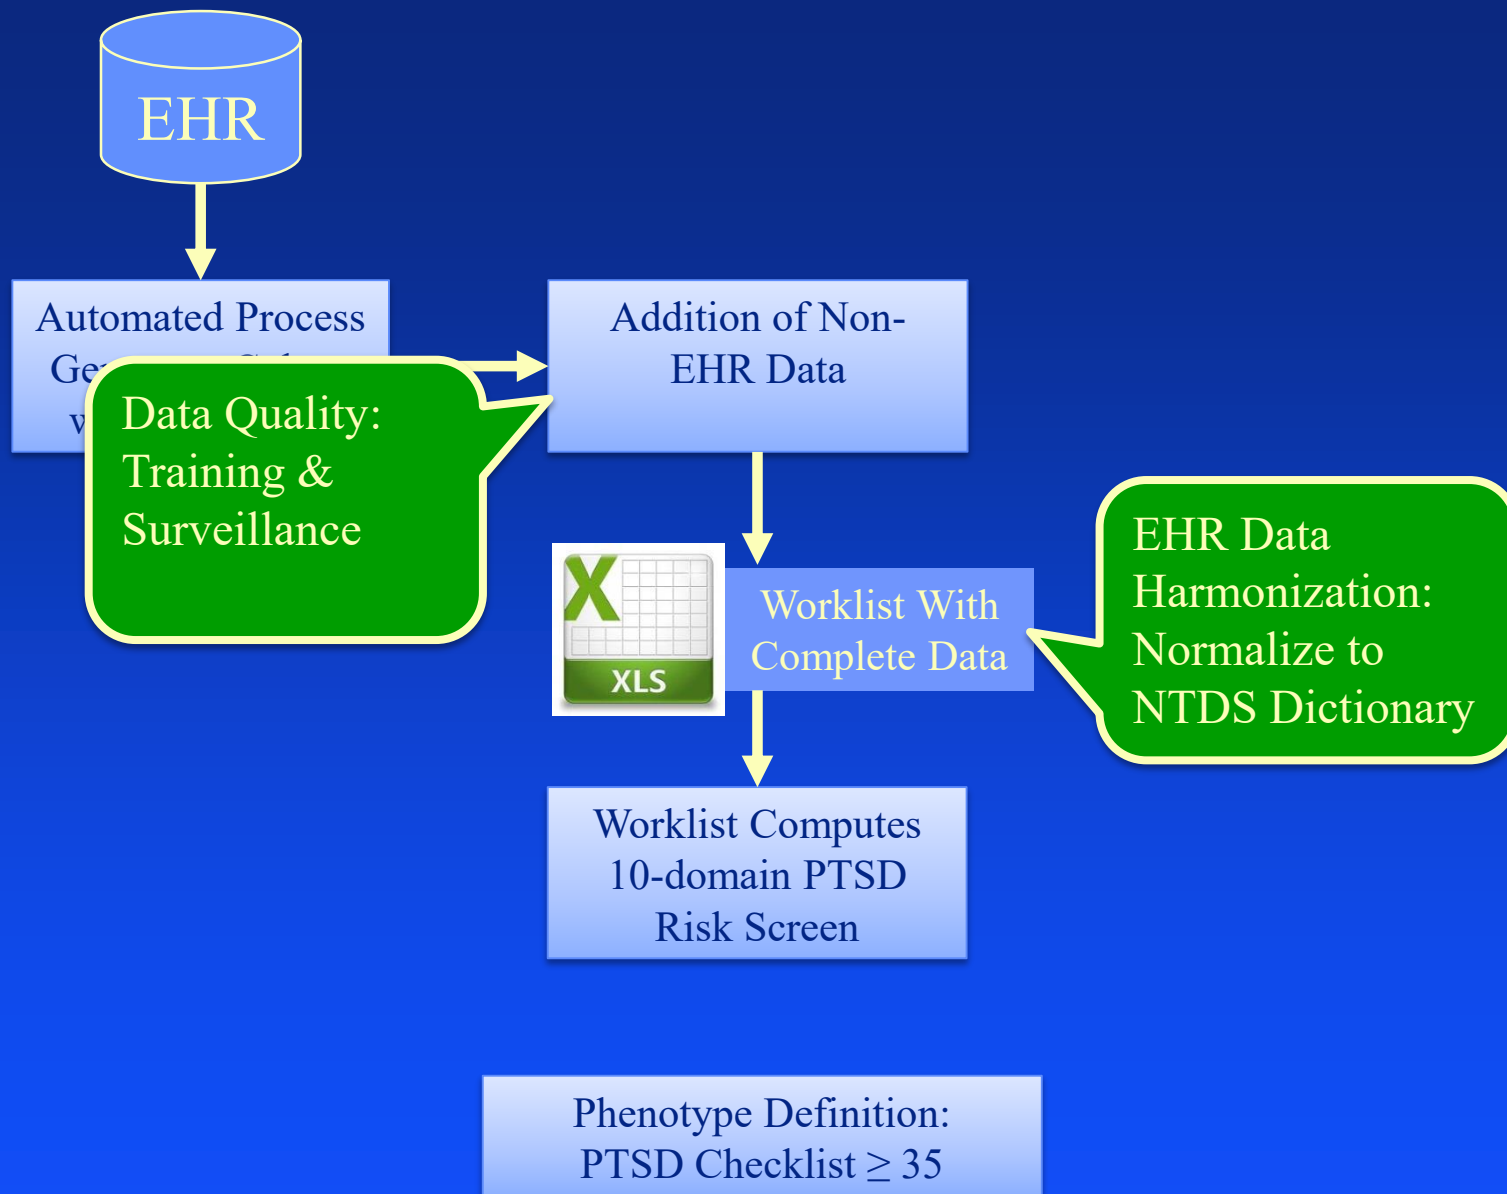 EHR
Automated Process
Addition of Non-
EHR Data
Data Quality:
Training &
Surveillance
X
XLS
Worklist With
Complete Data
EHR Data
Harmonization:
Normalize to
NTDS Dictionary
Worklist Computes
10-domain PTSD
Risk Screen
Phenotype Definition:
PTSD Checklist ≥ 35